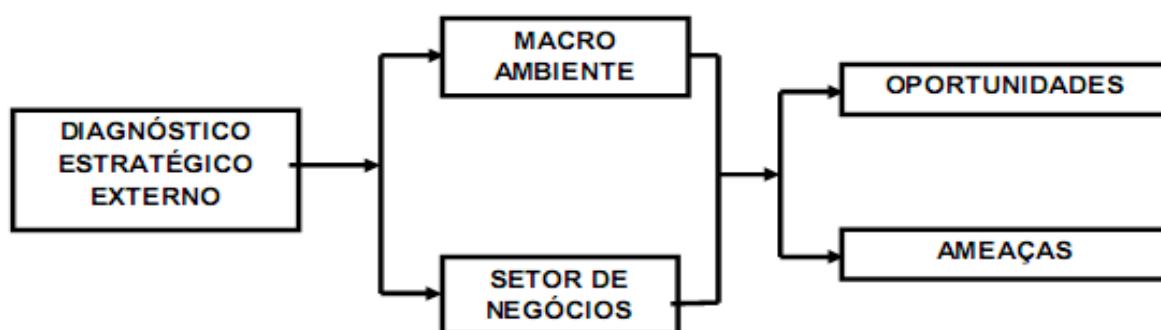 DIAGNÓSTICO
ESTRATÉGICO
EXTERNO
MACRO
AMBIENTE
SETOR DE
NEGÓCIOS
OPORTUNIDADES
AMEAÇAS